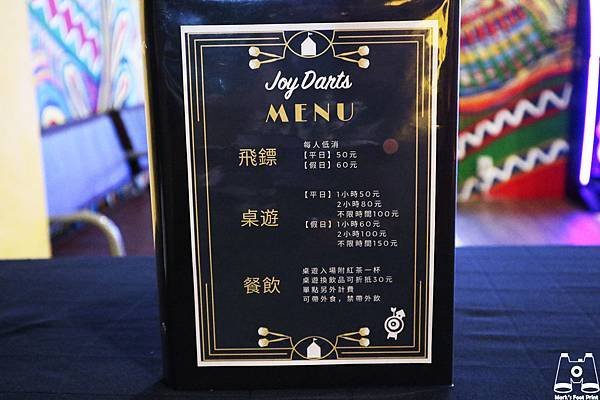 Joy Darts
MENU
飛鏢
每人低消
【平日】50元
【假日】60元
桌遊
【平日】1小時50元
2小時80元
不限時間100元
【假日】1小時60元
2小時100元
不限時間150元
餐飲
桌遊入場附紅茶一杯
桌遊換飲品可折抵30元
單點另外計費
可帶外食，禁帶外飲
Mark's Foot Print